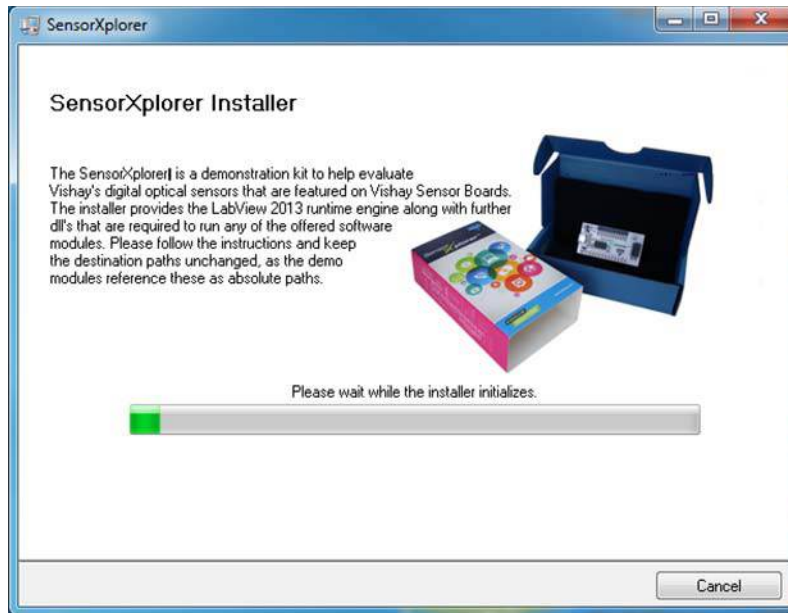 SensorXplorer
SensorXplorer Installer
The SensorXplorer| is a demonstration kit to help evaluate
Vishay's digital optical sensors that are featured on Vishay Sensor Boards.
The installer provides the LabView 2013 runtime engine along with further
dll's that are required to run any of the offered software
modules. Please follow the instructions and keep
the destination paths unchanged, as the demo
modules reference these as absolute paths.
Please wait while the installer initializes.
Cancel